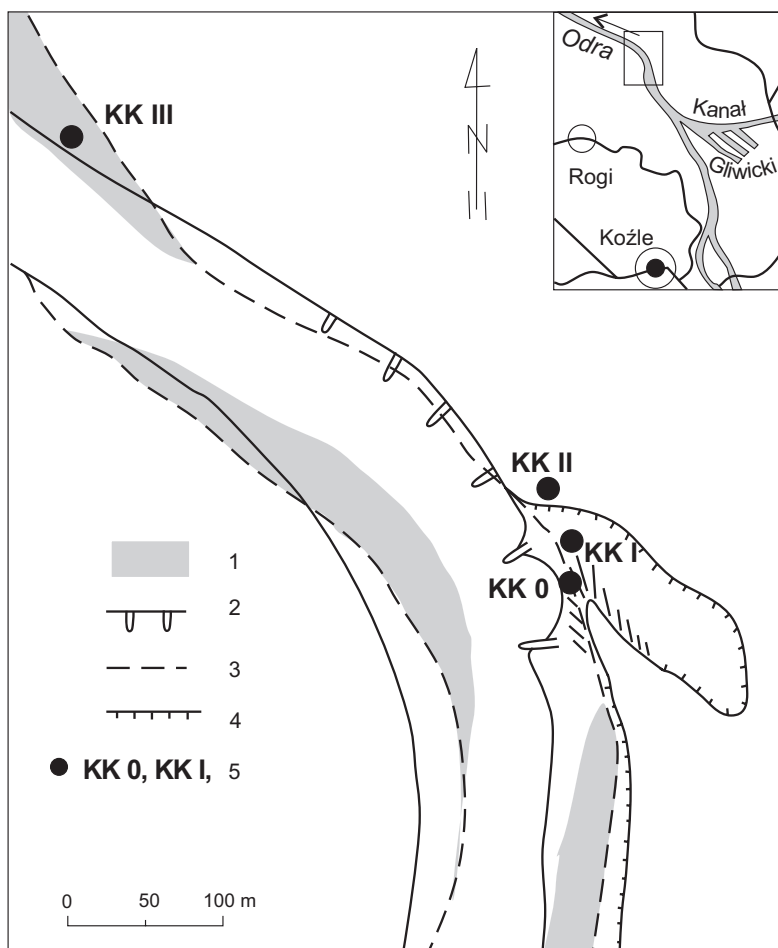 KK III
N
Odra
Kanał
Gliwicki
Rogi
Koźle
KK II
KK I
KK 0
1
2
3
4
KK 0, KK I, 5
0 50 100 m